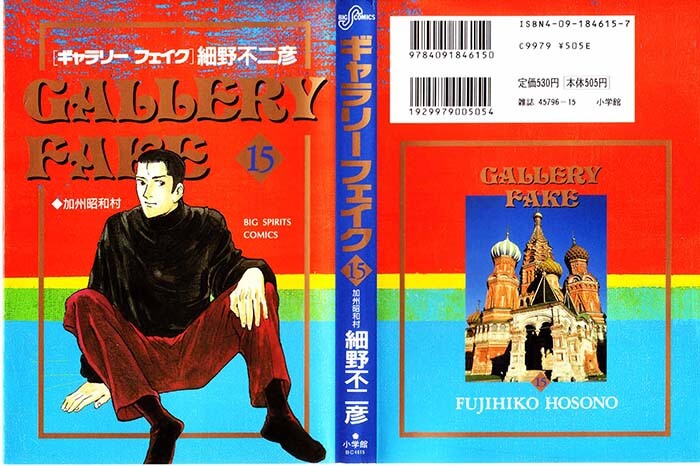 [ギャラリーフェイク] 細野不二彦
GALLERY
FAKE
15
◆加州昭和村
BIG SPIRITS
COMICS
BIG COMICS
ギャラリーフェイク
15
加州昭和村
細野不二彦
小学館
BC4615
ISBN4-09-184615-7
C9979 ¥505E
9784091846150
1929979005054
定価530円 本体505円
雑誌 45796-15 小学館
GALLERY
FAKE
15
FUJIHIKO HOSONO